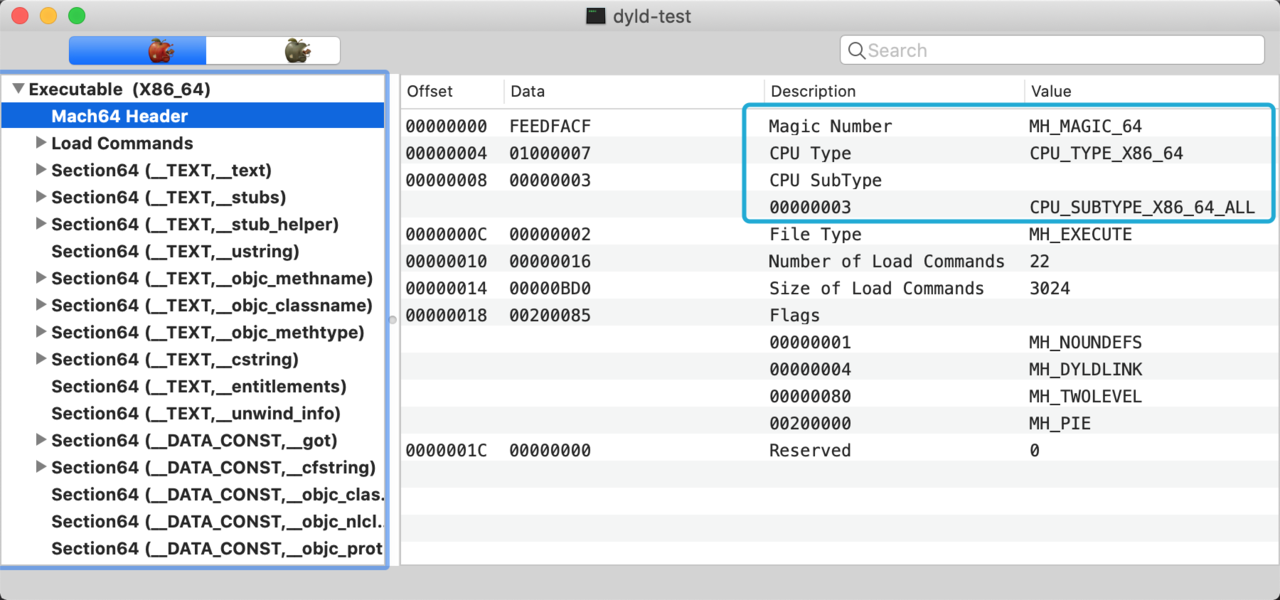 dyld-test
Search
Executable (X86_64)
Mach64 Header
Load Commands
Section64 (__TEXT,__text)
Section64 (__TEXT,__stubs)
Section64 (__TEXT,__stub_helper)
Section64 (__TEXT,__ustring)
Section64 (__TEXT,__objc_methname)
Section64 (__TEXT,__objc_classname)
Section64 (__TEXT,__objc_methtype)
Section64 (__TEXT,__cstring)
Section64 (__TEXT,__entitlements)
Section64 (__TEXT,__unwind_info)
Section64 (__DATA_CONST,__got)
Section64 (__DATA_CONST,__cfstring)
Section64 (__DATA_CONST,__objc_clas.
Section64 (__DATA_CONST,__objc_nlcl.
Section64 (__DATA_CONST,__objc_prot
Offset Data Description Value
00000000 FEEDFACF Magic Number MH_MAGIC_64
00000004 01000007 CPU Type CPU_TYPE_X86_64
00000008 00000003 CPU SubType
00000003 CPU_SUBTYPE_X86_64_ALL
0000000C 00000002 File Type MH_EXECUTE
00000010 00000016 Number of Load Commands 22
00000014 00000BD0 Size of Load Commands 3024
00000018 00200085 Flags
00000001 MH_NOUNDEFS
00000004 MH_DYLDLINK
00000080 MH_TWOLEVEL
00200000 MH_PIE
0000001C 00000000 Reserved 0